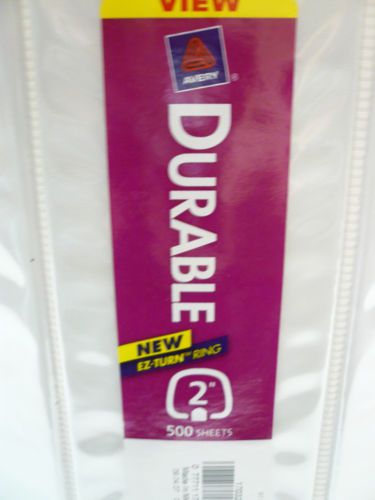 VIEW
AVERY ®
DURABLE
NEW
EZ-TURN™ RING
2"
500 SHEETS